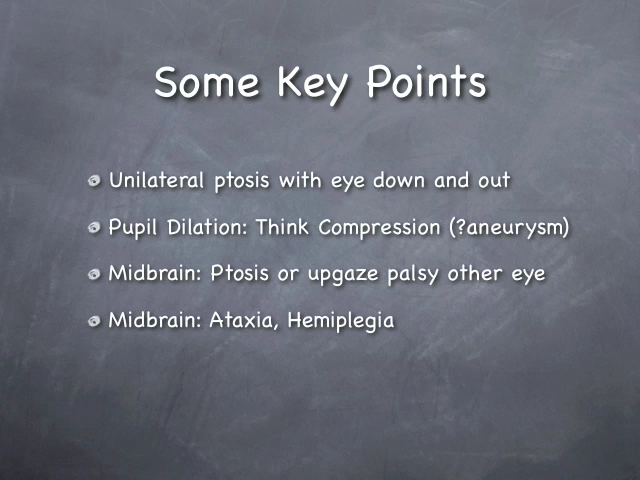 Some Key Points
Unilateral ptosis with eye down and out
Pupil Dilation: Think Compression (?aneurysm)
Midbrain: Ptosis or upgaze palsy other eye
Midbrain: Ataxia, Hemiplegia